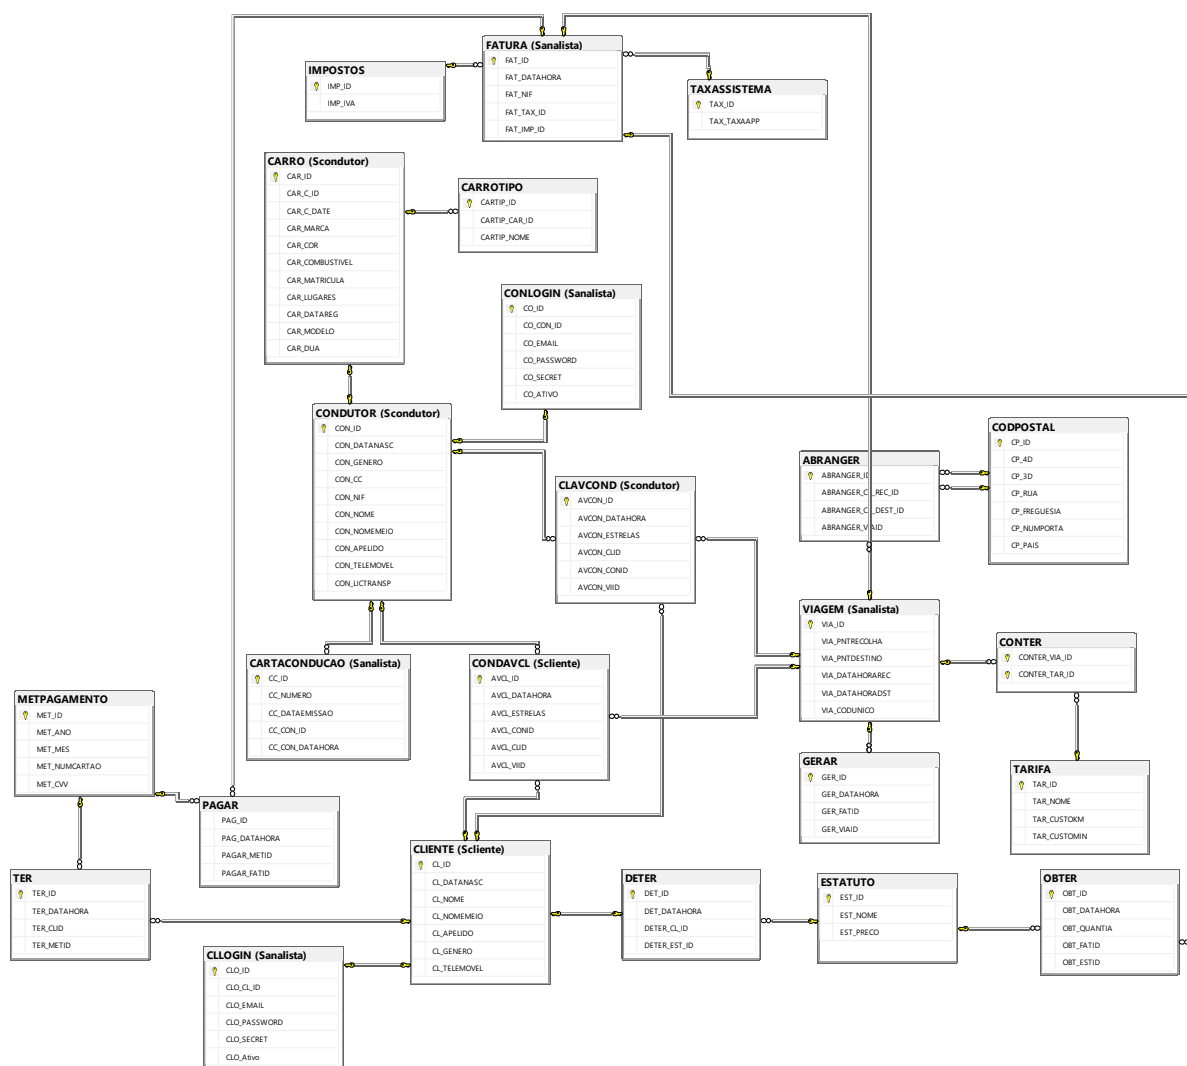 FATURA (Sanalista)
FAT_ID
FAT_DATAHORA
FAT_NIF
FAT_TAX_ID
FAT_IMP_ID
IMPOSTOS
IMP_ID
IMP_IVA
TAXASSISTEMA
TAX_ID
TAX_TAXAAPP
CARRO (Scondutor)
CAR_ID
CAR_C_ID
CAR_C_DATE
CAR_MARCA
CAR_COR
CAR_COMBUSTIVEL
CAR_MATRICULA
CAR_LUGARES
CAR_DATAREG
CAR_MODELO
CAR_DUA
CARROTIPO
CARTIP_ID
CARTIP_CAR_ID
CARTIP_NOME
CONLOGIN (Sanalista)
CO_ID
CO_CON_ID
CO_EMAIL
CO_PASSWORD
CO_SECRET
CO_ATIVO
CONDUTOR (Scondutor)
CON_ID
CON_DATANASC
CON_GENERO
CON_CC
CON_NIF
CON_NOME
CON_NOMEMEIO
CON_APELIDO
CON_TELEMOVEL
CON_LICTRANSP
CLAVCOND (Scondutor)
AVCON_ID
AVCON_DATAHORA
AVCON_ESTRELAS
AVCON_CLID
AVCON_CONID
AVCON_VIID
ABRANGER
ABRANGER_ID
ABRANGER_CP_REC_ID
ABRANGER_CP_DEST_ID
ABRANGER_VIAID
CODPOSTAL
CP_ID
CP_4D
CP_3D
CP_RUA
CP_FREGUESIA
CP_NUMPORTA
CP_PAIS
VIAGEM (Sanalista)
VIA_ID
VIA_PNTRECOLHA
VIA_PNTDESTINO
VIA_DATAHORAREC
VIA_DATAHORADST
VIA_CODUNICO
CONTER
CONTER_VIA_ID
CONTER_TAR_ID
CARTACONDUCAO (Sanalista)
CC_ID
CC_NUMERO
CC_DATAEMISSAO
CC_CON_ID
CC_CON_DATAHORA
CONDAVCL (Scliente)
AVCL_ID
AVCL_DATAHORA
AVCL_ESTRELAS
AVCL_CONID
AVCL_CLID
AVCL_VIID
METPAGAMENTO
MET_ID
MET_ANO
MET_MES
MET_NUMCARTAO
MET_CVV
GERAR
GER_ID
GER_DATAHORA
GER_FATID
GER_VIAID
TARIFA
TAR_ID
TAR_NOME
TAR_CUSTOKM
TAR_CUSTOMIN
PAGAR
PAG_ID
PAG_DATAHORA
PAGAR_METID
PAGAR_FATID
TER
TER_ID
TER_DATAHORA
TER_CLID
TER_METID
CLIENTE (Scliente)
CL_ID
CL_DATANASC
CL_NOME
CL_NOMEMEIO
CL_APELIDO
CL_GENERO
CL_TELEMOVEL
DETER
DET_ID
DET_DATAHORA
DETER_CL_ID
DETER_EST_ID
ESTATUTO
EST_ID
EST_NOME
EST_PRECO
OBTER
OBT_ID
OBT_DATAHORA
OBT_QUANTIA
OBT_FATID
OBT_ESTID
CLLOGIN (Sanalista)
CLO_ID
CLO_CL_ID
CLO_EMAIL
CLO_PASSWORD
CLO_SECRET
CLO_Ativo